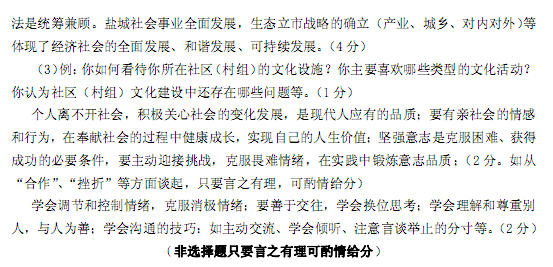 法是统筹兼顾。盐城社会事业全面发展，生态立市战略的确立（产业、城乡、对内对外）等
体现了经济社会的全面发展、和谐发展、可持续发展。（4 分）
（3）例：你如何看待你所在社区（村组）的文化设施？你主要喜欢哪些类型的文化活动？
你认为社区（村组）文化建设中还存在哪些问题等。（1 分）
个人离不开社会，积极关心社会的变化发展，是现代人应有的品质；要有亲社会的情感
和行为，在奉献社会的过程中健康成长，实现自己的人生价值；坚强意志是克服困难、获得
成功的必要条件，要主动迎接挑战，克服畏难情绪，在实践中锻炼意志品质；（2 分。如从
“合作”、“挫折”等方面谈起，只要言之有理，可酌情给分）
学会调节和控制情绪，克服消极情绪；要善于交往，学会换位思考；学会理解和尊重别
人，与人为善；学会沟通的技巧：如主动交流、学会倾听、注意言谈举止的分寸等。（2 分）
（非选择题只要言之有理可酌情给分）